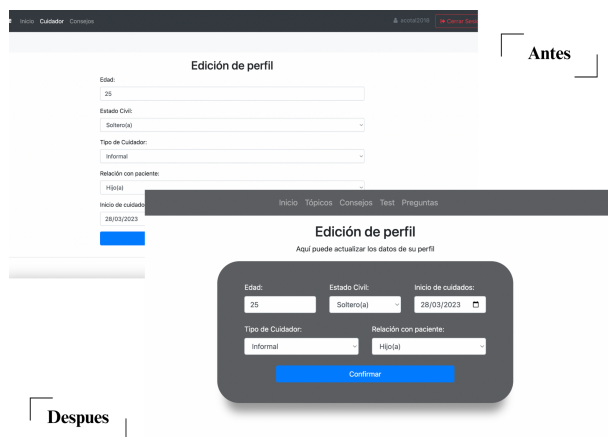 Inicio Cuidador Consejos
scotal2018 Cerrar Sesi
Antes
Edición de perfil
Edad:
25
Estado Civil:
Soltero(a)
Tipo de Cuidador:
Informal
Relación con paciente:
Hijo(a)
Inicio de cuidado
28/03/2023
Inicio Tópicos Consejos Test Preguntas
Edición de perfil
Aquí puede actualizar los datos de su perfil
Edad: Estado Civil: Inicio de cuidados:
25 Soltero(a) 28/03/2023
Tipo de Cuidador: Relación con paciente:
Informal Hijo(a)
Confirmar
Despues